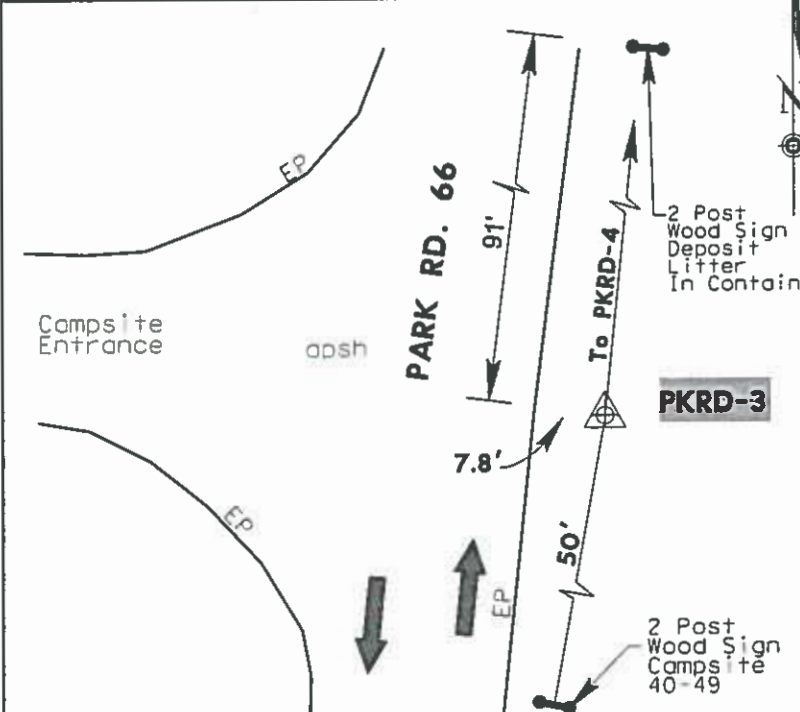 EP
91'
PARK RD. 66
To PKRD-4
2 Post
Wood Sign
Deposit
Litter
In Contain
Campsite
Entrance
apsh
PKRD-3
7.8'
EP
50'
EP
2 Post
Wood Sign
Campsite
40-49